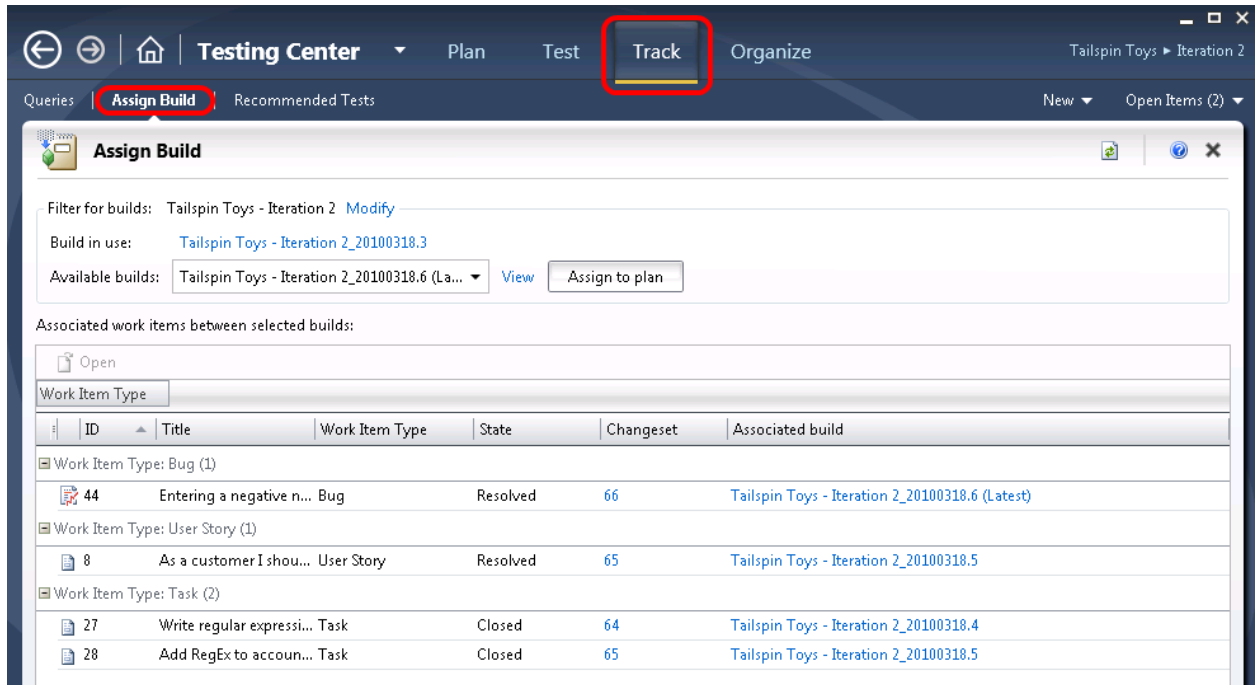 Testing Center Plan Test Track Organize Tailspin Toys ▸ Iteration 2
Queries Assign Build Recommended Tests New Open Items (2)
Assign Build
Filter for builds: Tailspin Toys - Iteration 2 Modify
Build in use: Tailspin Toys - Iteration 2_20100318.3
Available builds: Tailspin Toys - Iteration 2_20100318.6 (La... View Assign to plan
Associated work items between selected builds:
Open
Work Item Type
ID Title Work Item Type State Changeset Associated build
Work Item Type: Bug (1)
44 Entering a negative n... Bug Resolved 66 Tailspin Toys - Iteration 2_20100318.6 (Latest)
Work Item Type: User Story (1)
8 As a customer I shou... User Story Resolved 65 Tailspin Toys - Iteration 2_20100318.5
Work Item Type: Task (2)
27 Write regular expressi... Task Closed 64 Tailspin Toys - Iteration 2_20100318.4
28 Add RegEx to accoun... Task Closed 65 Tailspin Toys - Iteration 2_20100318.5